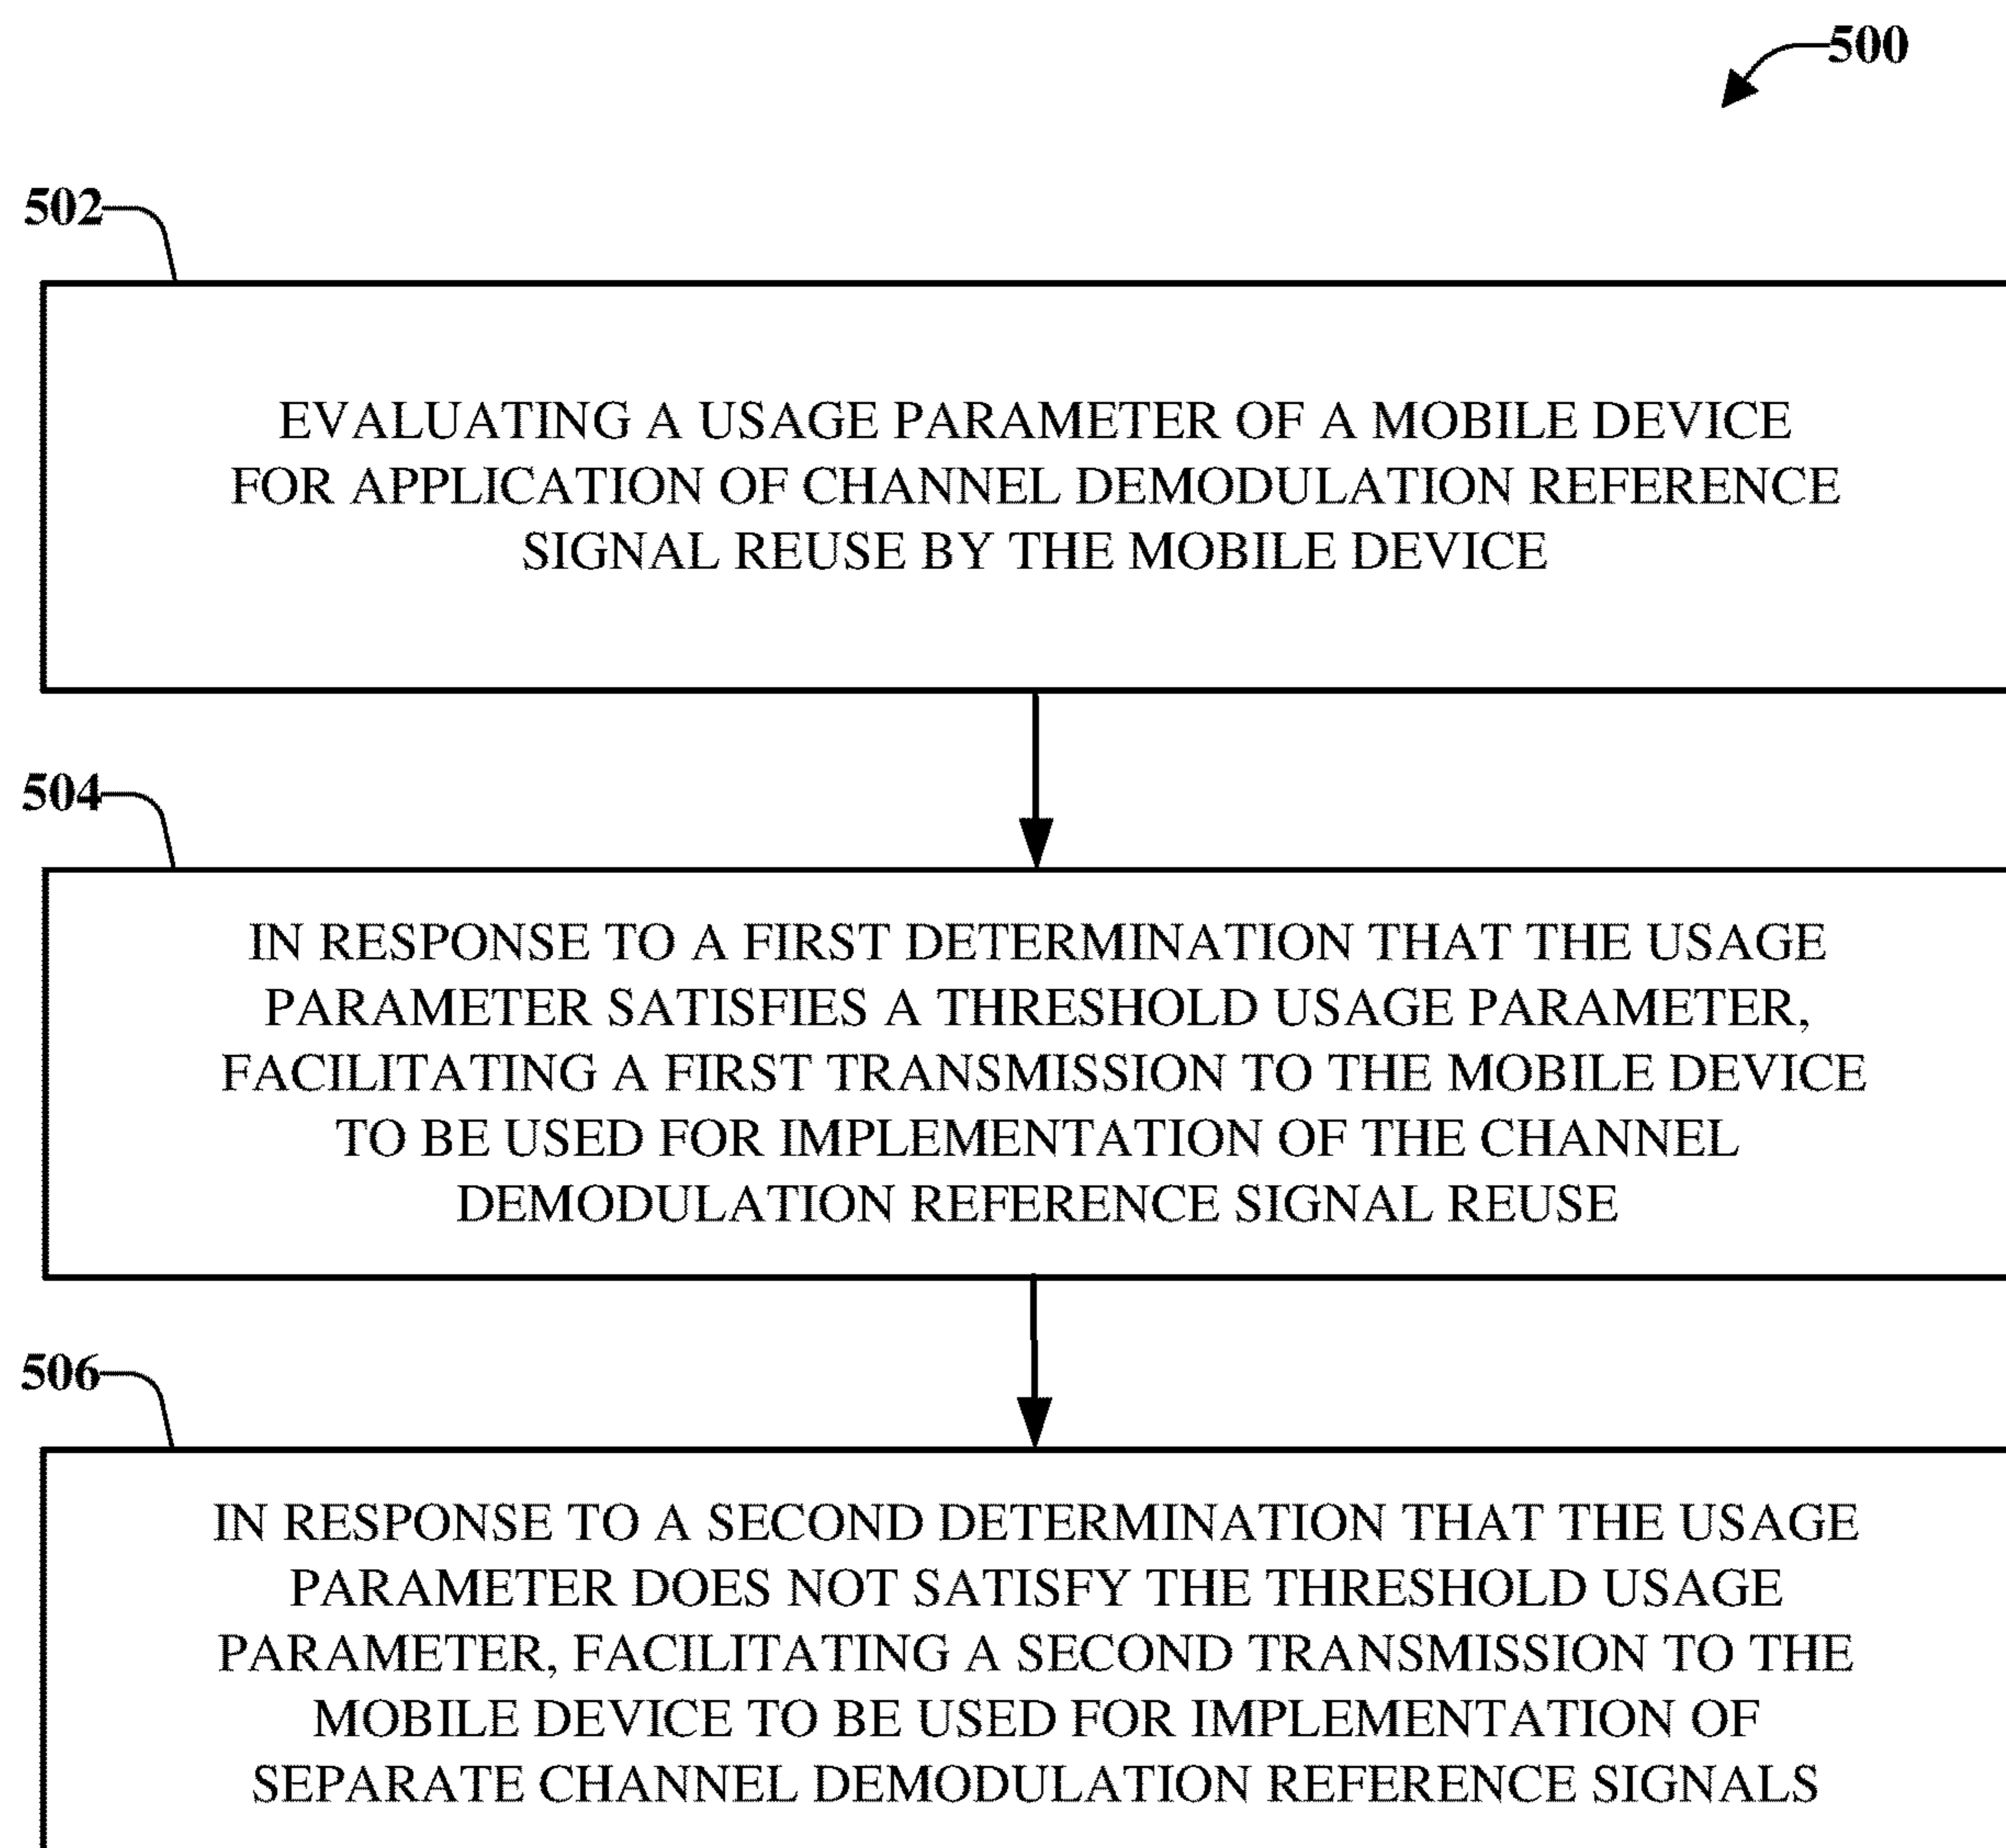 500
502
EVALUATING A USAGE PARAMETER OF A MOBILE DEVICE
FOR APPLICATION OF CHANNEL DEMODULATION REFERENCE
SIGNAL REUSE BY THE MOBILE DEVICE
504
IN RESPONSE TO A FIRST DETERMINATION THAT THE USAGE
PARAMETER SATISFIES A THRESHOLD USAGE PARAMETER,
FACILITATING A FIRST TRANSMISSION TO THE MOBILE DEVICE
TO BE USED FOR IMPLEMENTATION OF THE CHANNEL
DEMODULATION REFERENCE SIGNAL REUSE
506
IN RESPONSE TO A SECOND DETERMINATION THAT THE USAGE
PARAMETER DOES NOT SATISFY THE THRESHOLD USAGE
PARAMETER, FACILITATING A SECOND TRANSMISSION TO THE
MOBILE DEVICE TO BE USED FOR IMPLEMENTATION OF
SEPARATE CHANNEL DEMODULATION REFERENCE SIGNALS